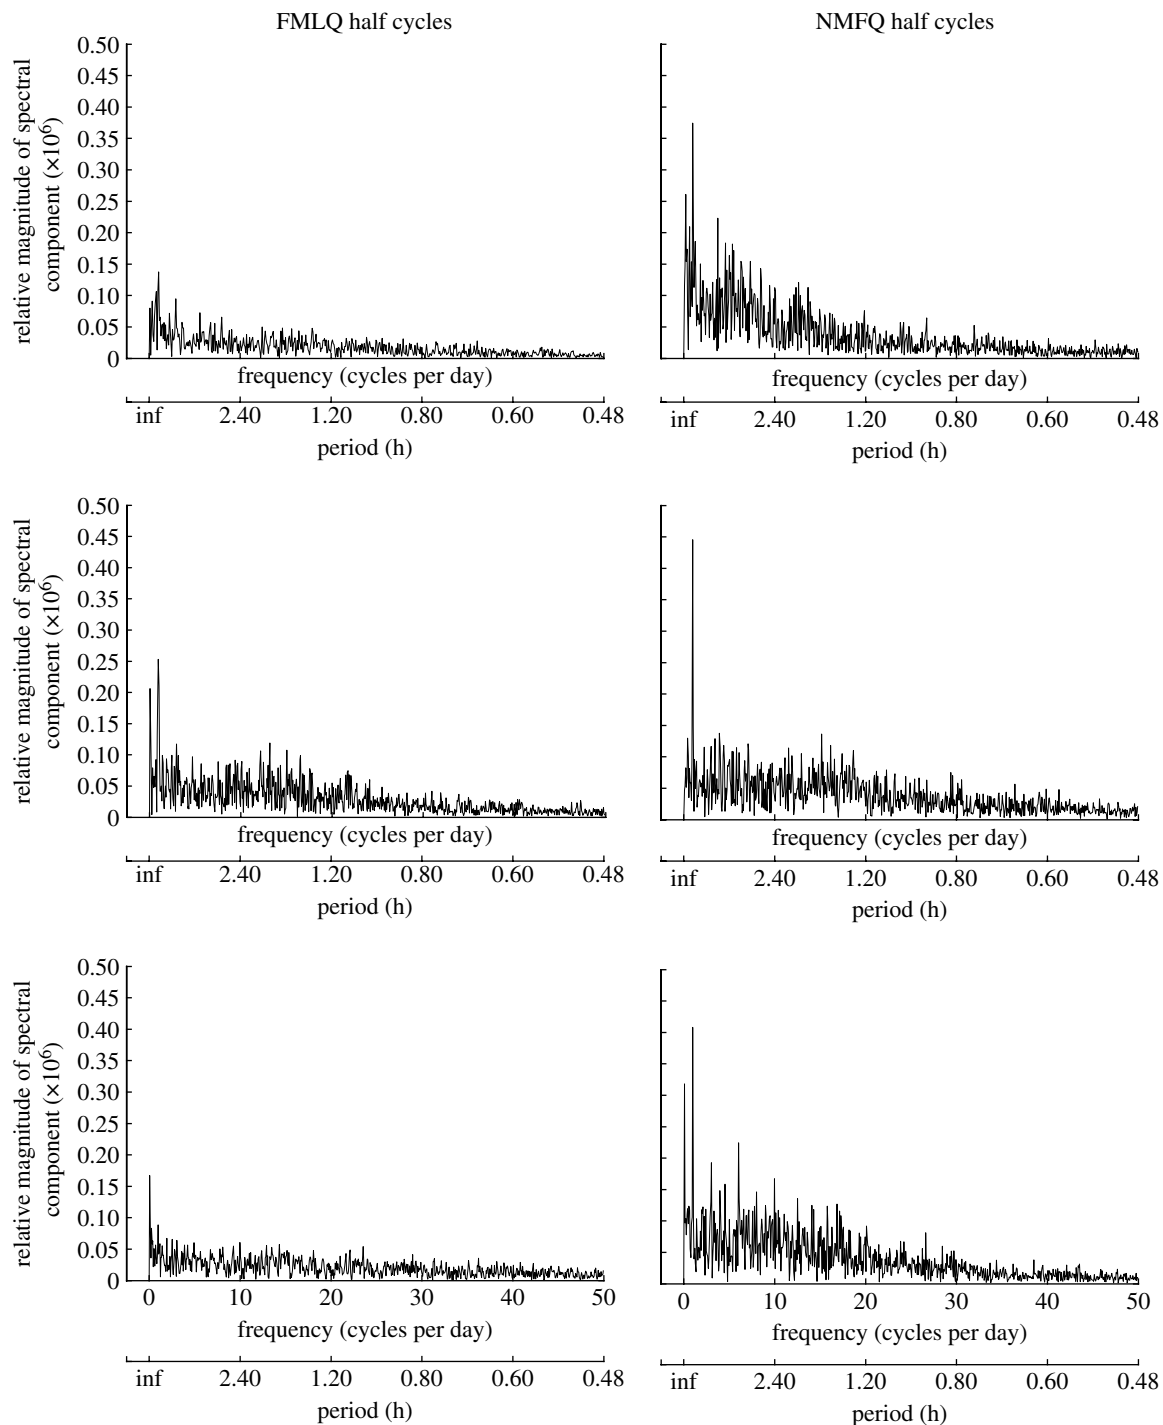 FMLQ half cycles
NMFQ half cycles
relative magnitude of spectral
component (×10⁶)
0.50
0.45
0.40
0.35
0.30
0.25
0.20
0.15
0.10
0.05
0
frequency (cycles per day)
inf 2.40 1.20 0.80 0.60 0.48
period (h)
frequency (cycles per day)
inf 2.40 1.20 0.80 0.60 0.48
period (h)
relative magnitude of spectral
component (×10⁶)
0.50
0.45
0.40
0.35
0.30
0.25
0.20
0.15
0.10
0.05
0
frequency (cycles per day)
inf 2.40 1.20 0.80 0.60 0.48
period (h)
frequency (cycles per day)
inf 2.40 1.20 0.80 0.60 0.48
period (h)
relative magnitude of spectral
component (×10⁶)
0.50
0.45
0.40
0.35
0.30
0.25
0.20
0.15
0.10
0.05
0
0 10 20 30 40 50
frequency (cycles per day)
inf 2.40 1.20 0.80 0.60 0.48
period (h)
0 10 20 30 40 50
frequency (cycles per day)
inf 2.40 1.20 0.80 0.60 0.48
period (h)